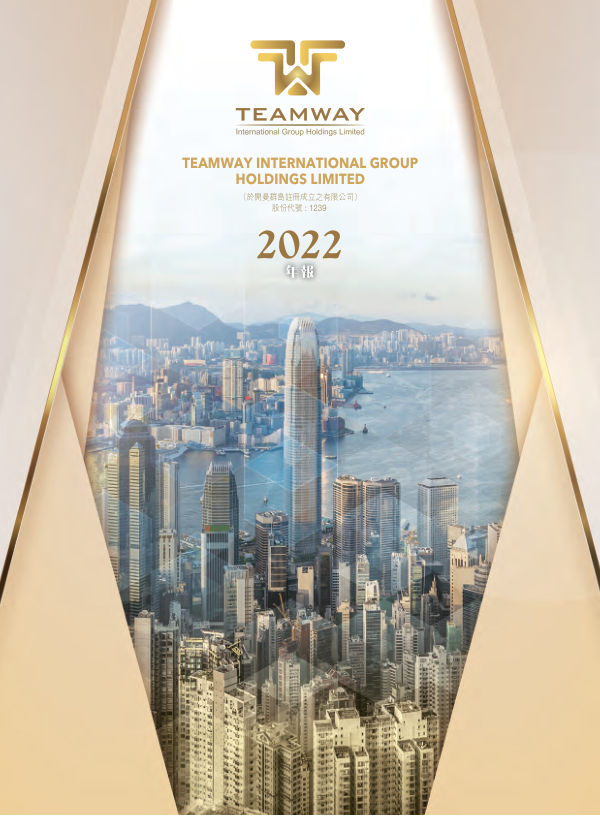 TEAMWAY
International Group Holdings Limited
TEAMWAY INTERNATIONAL GROUP
HOLDINGS LIMITED
（於開曼群島註冊成立之有限公司）
股份代號 : 1239
2022
年報